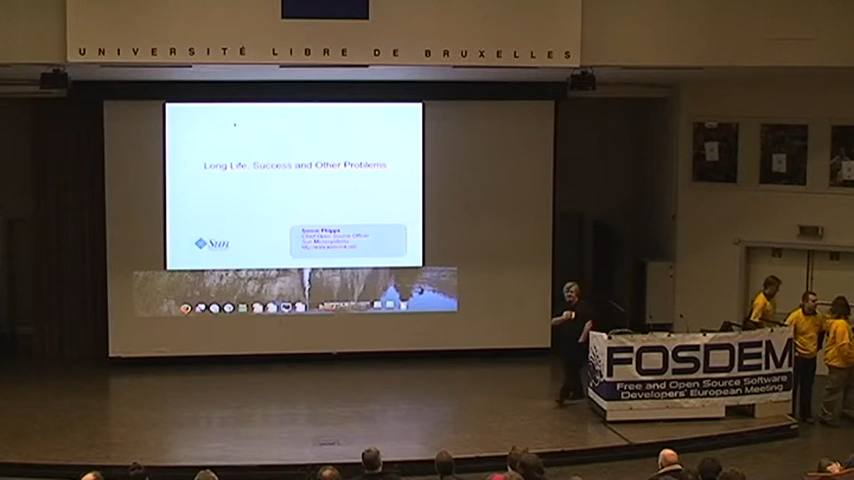 UNIVERSITÉ LIBRE DE BRUXELLES
Long Life, Success and Other Problems
Simon Phipps
Chief Open Source Officer
Sun Microsystems
Sun
FOSDEM
Free and Open Source Software
Developers' European Meeting